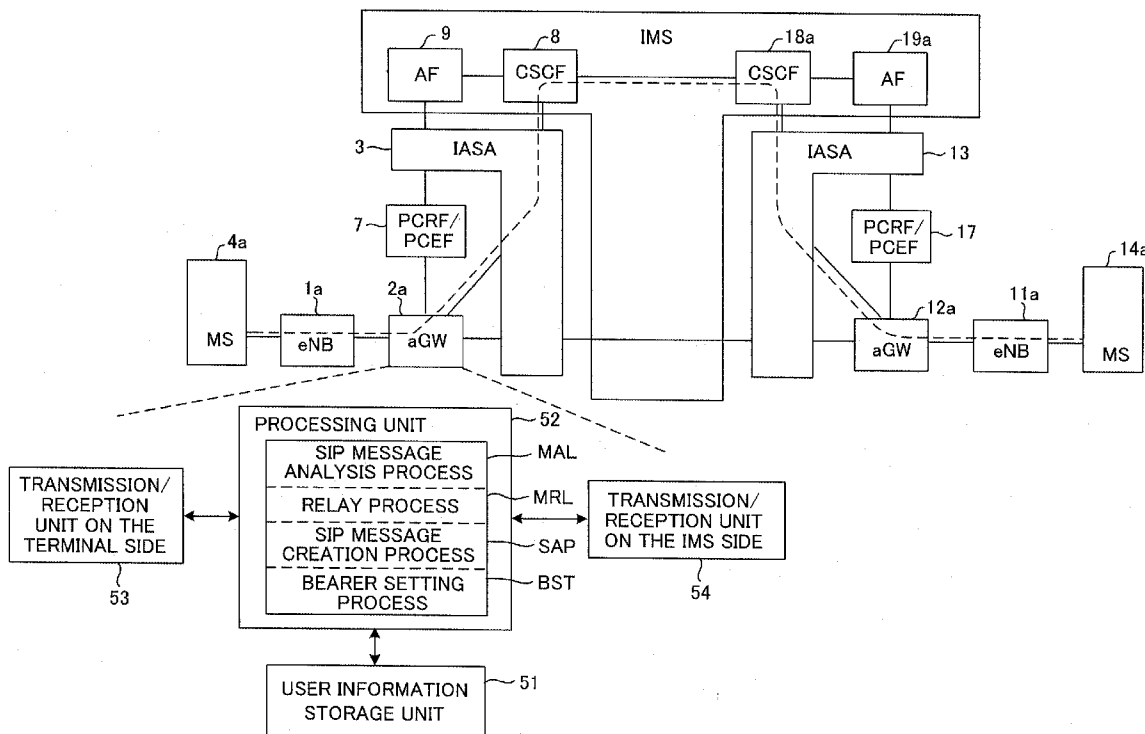 IMS
9
8
18a
19a
AF
CSCF
CSCF
AF
3
IASA
IASA
13
7
PCRF/
PCEF
PCRF/
PCEF
17
4a
14a
1a
2a
12a
11a
MS
eNB
aGW
aGW
eNB
MS
52
PROCESSING UNIT
SIP MESSAGE
ANALYSIS PROCESS
MAL
RELAY PROCESS
MRL
SIP MESSAGE
CREATION PROCESS
SAP
BEARER SETTING
PROCESS
BST
TRANSMISSION/
RECEPTION
UNIT ON THE
TERMINAL SIDE
53
TRANSMISSION/
RECEPTION UNIT
ON THE IMS SIDE
54
USER INFORMATION
STORAGE UNIT
51